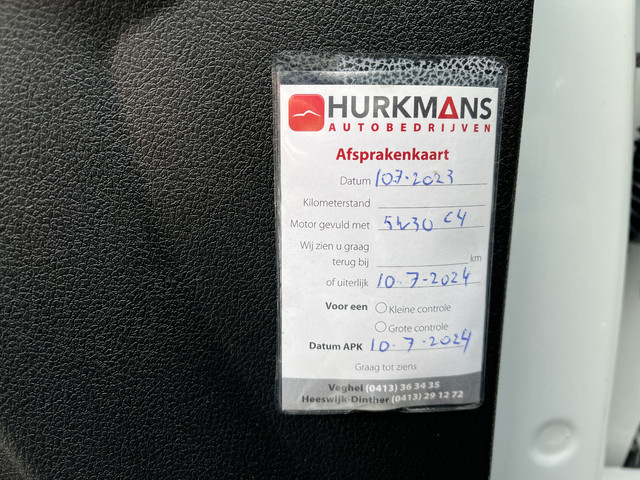 HURKMANS
AUTOBEDRIJVEN
Afsprakenkaart
Datum 107-2023
Kilometerstand
Motor gevuld met 5W30 C4
Wij zien u graag
terug bij km
of uiterlijk 10-7-2024
Voor een Kleine controle
Grote controle
Datum APK 10-7-2024
Graag tot ziens
Veghel (0413) 36 34 35
Heeswijk-Dinther (0413) 29 12 72